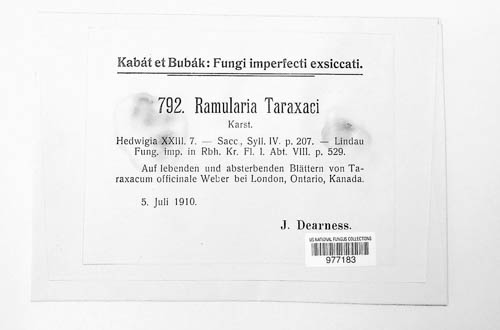 Kabát et Bubák: Fungi imperfecti exsiccati.
792. Ramularia Taraxaci
Karst.
Hedwigia XXIII. 7. — Sacc., Syll. IV. p. 207. — Lindau
Fung. imp. in Rbh. Kr. Fl. I. Abt. VIII. p. 529.
Auf lebenden und absterbenden Blättern von Ta-
raxacum officinale Weber bei London, Ontario, Kanada.
5. Juli 1910.
J. Dearness.
US NATIONAL FUNGUS COLLECTIONS
977183